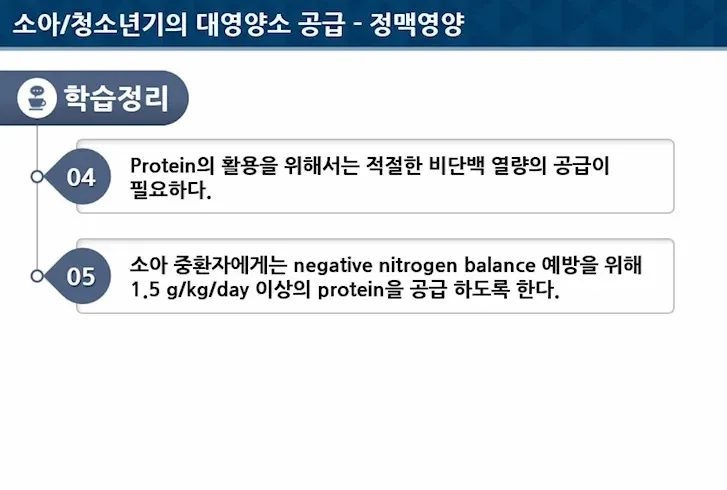 소아/청소년기의 대영양소 공급 - 정맥영양
학습정리
04
Protein의 활용을 위해서는 적절한 비단백 열량의 공급이
필요하다.
05
소아 중환자에게는 negative nitrogen balance 예방을 위해
1.5 g/kg/day 이상의 protein을 공급 하도록 한다.